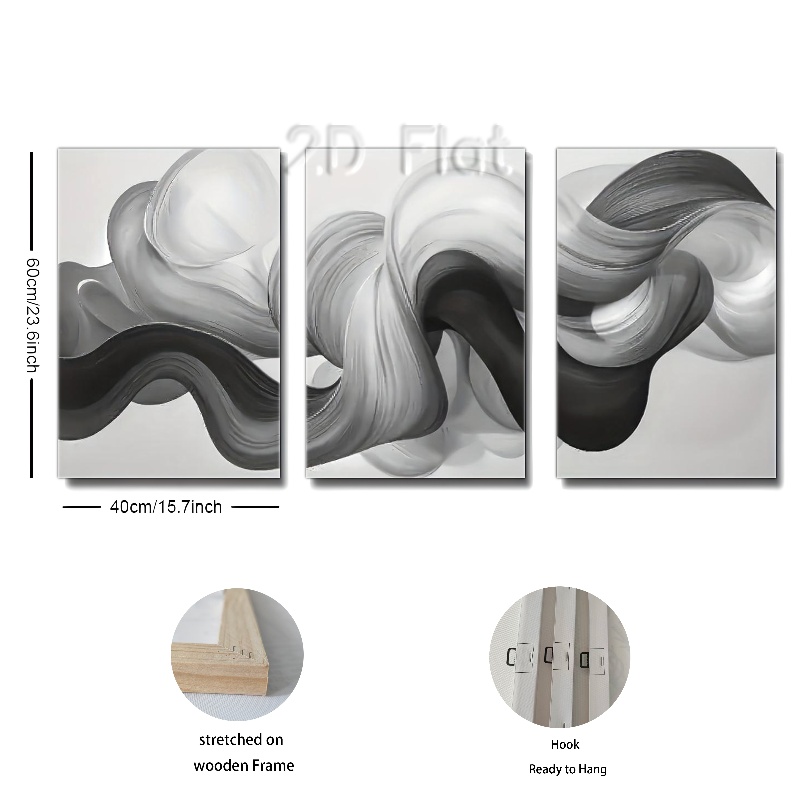 2D Flat
60cm/23.6inch
40cm/15.7inch
stretched on
wooden Frame
Hook
Ready to Hang